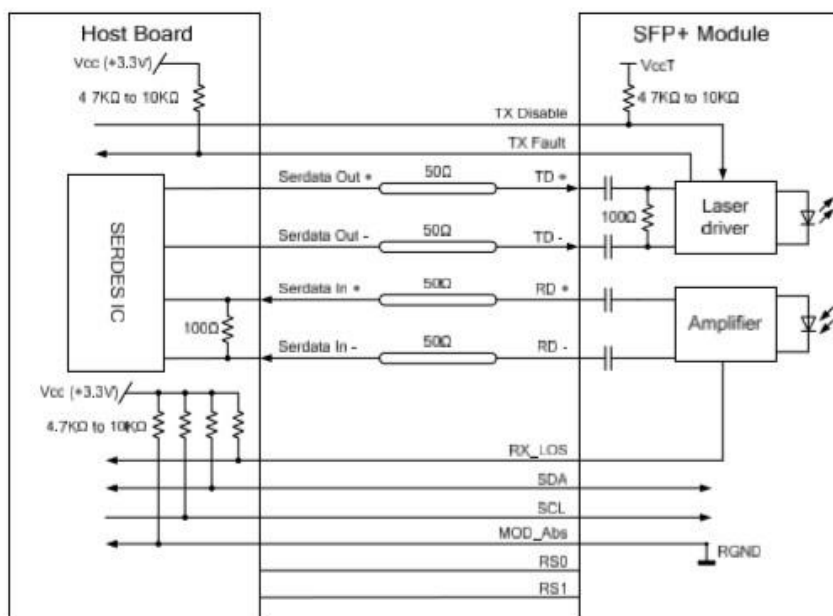 Host Board
SFP+ Module
Vcc (+3.3V)
VccT
4 7KΩ to 10KΩ
4 7KΩ to 10KΩ
TX Disable
TX Fault
Serdata Out +
50Ω
TD +
Laser
driver
100Ω
Serdata Out -
50Ω
TD -
SERDES IC
Serdata In +
50Ω
RD +
100Ω
Amplifier
Serdata In -
50Ω
RD -
Vcc (+3.3V)
4.7KΩ to 10KΩ
RX_LOS
SDA
SCL
MOD_Abs
RGND
RS0
RS1